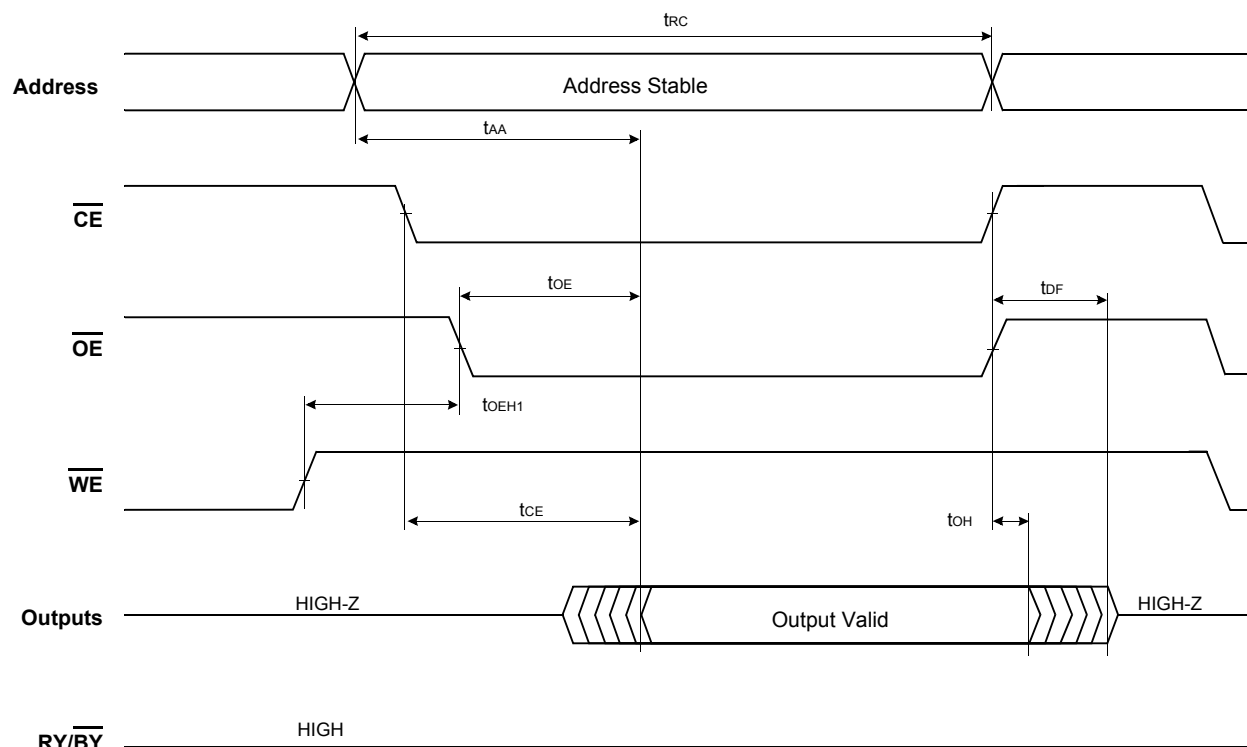 tRC
Address
Address Stable
tAA
CE
tOE
tDF
OE
tOEH1
WE
tCE
tOH
Outputs
HIGH-Z
Output Valid
HIGH-Z
HIGH
RY/BY